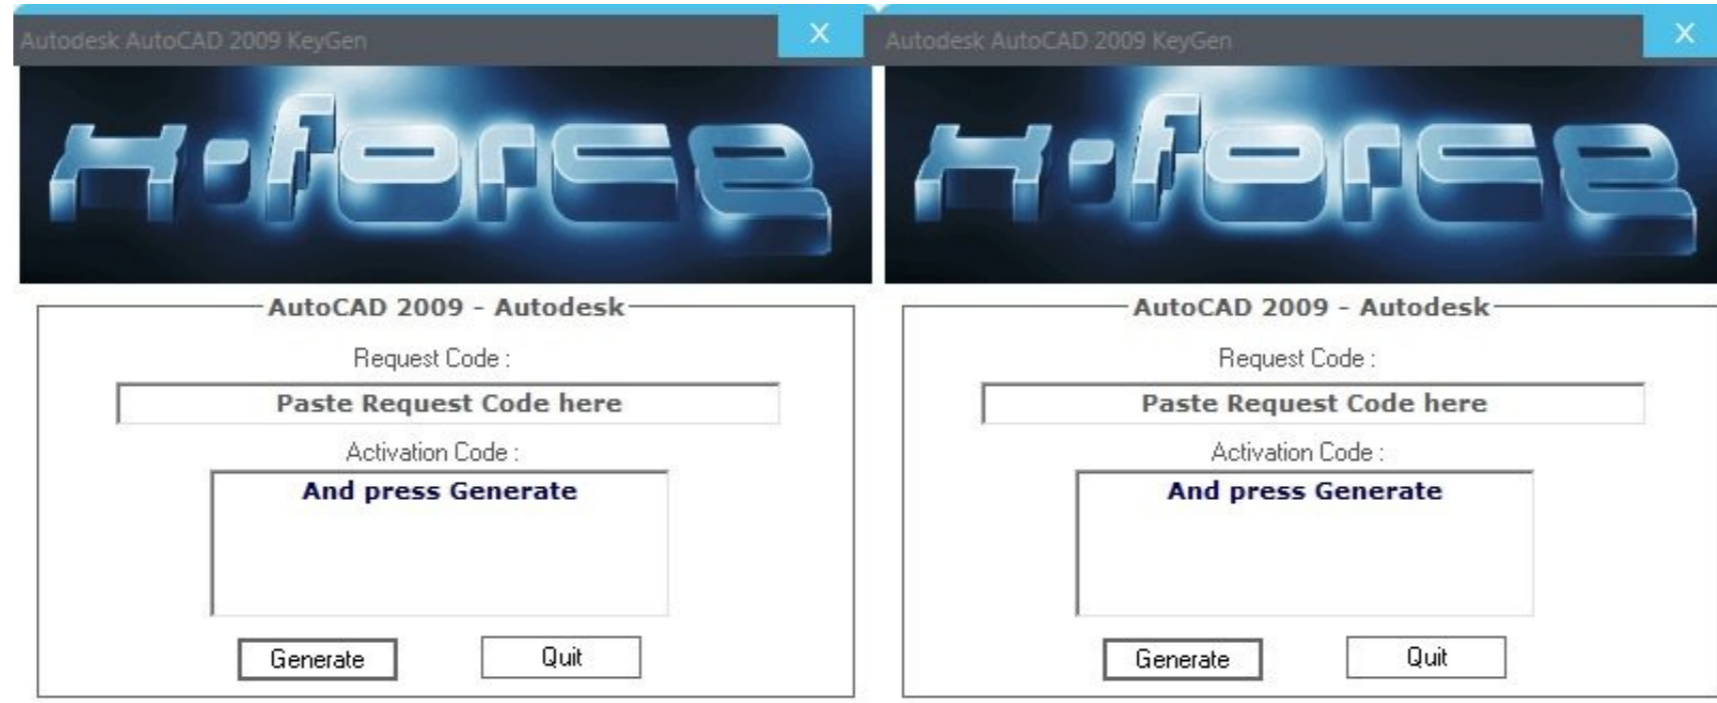 Autodesk AutoCAD 2009 KeyGen
X
X-force
AutoCAD 2009 - Autodesk
Request Code :
Paste Request Code here
Activation Code :
And press Generate
Generate
Quit
Autodesk AutoCAD 2009 KeyGen
X
X-force
AutoCAD 2009 - Autodesk
Request Code :
Paste Request Code here
Activation Code :
And press Generate
Generate
Quit